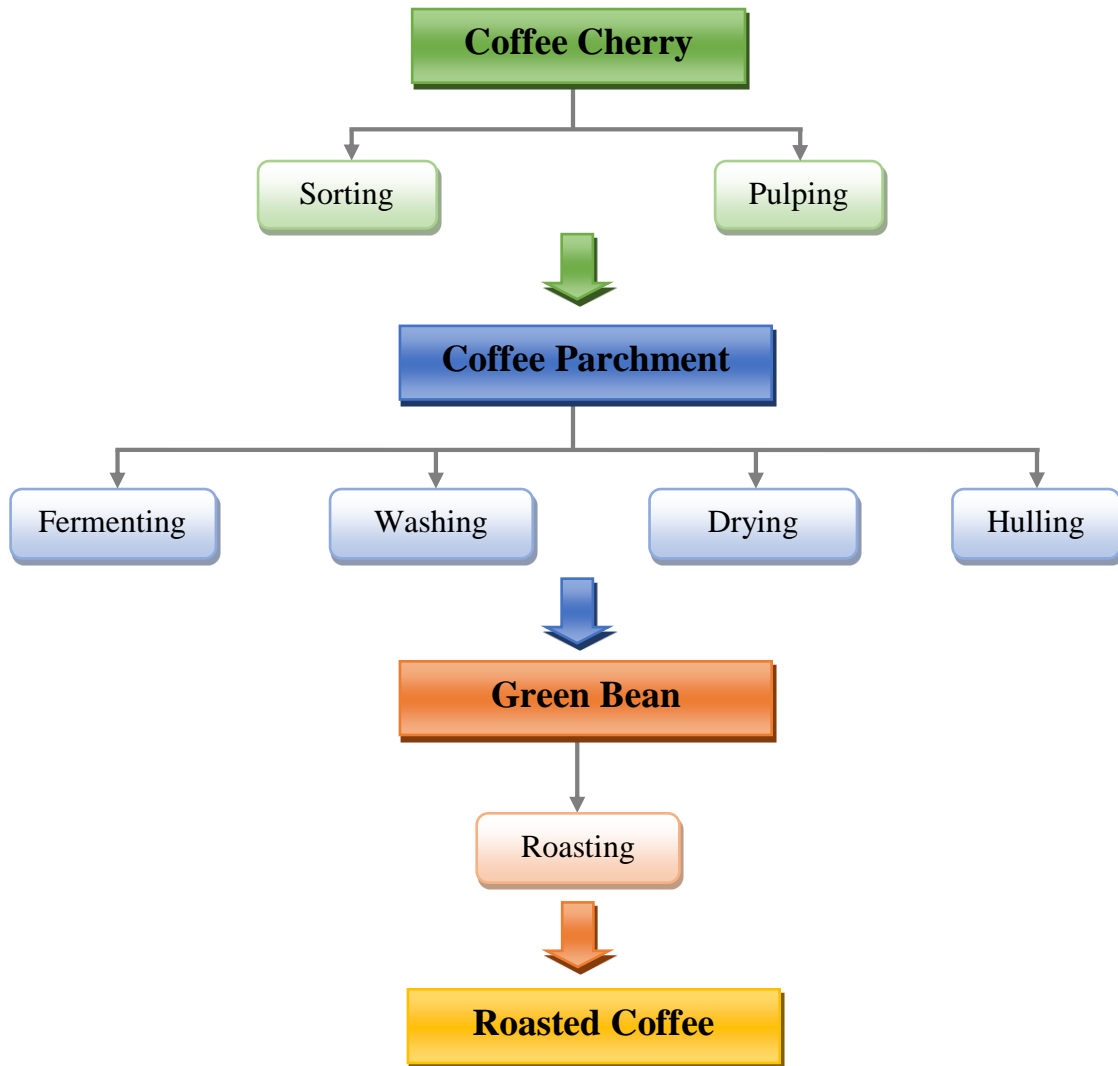 Coffee Cherry
Sorting
Pulping
Coffee Parchment
Fermenting
Washing
Drying
Hulling
Green Bean
Roasting
Roasted Coffee